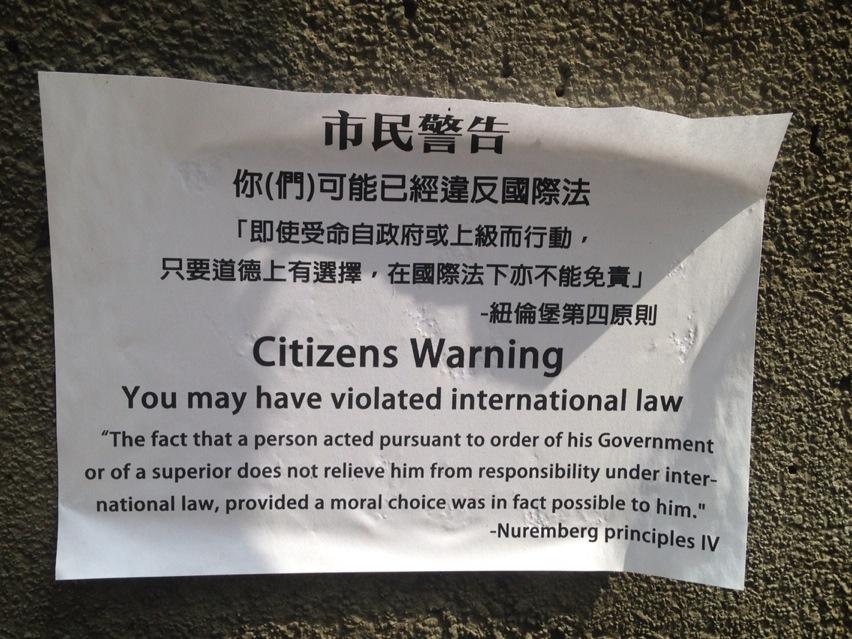 市民警告
你(們)可能已經違反國際法
「即使受命自政府或上級而行動，
只要道德上有選擇，在國際法下亦不能免責」
-紐倫堡第四原則
Citizens Warning
You may have violated international law
“The fact that a person acted pursuant to order of his Government
or of a superior does not relieve him from responsibility under inter-
national law, provided a moral choice was in fact possible to him."
-Nuremberg principles IV